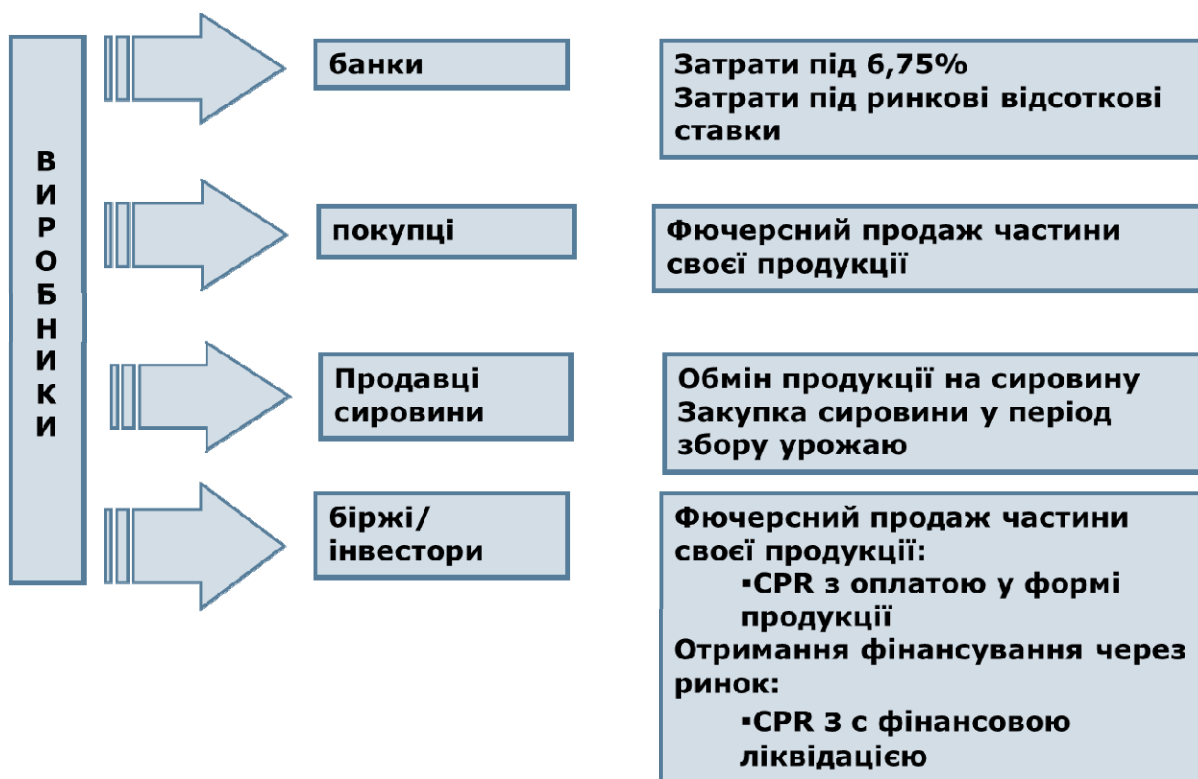 ВИРОБНИКИ
банки
Затрати під 6,75%
Затрати під ринкові відсоткові
ставки
покупці
Фючерсний продаж частини
своєї продукції
Продавці
сировини
Обмін продукції на сировину
Закупка сировини у період
збору урожаю
біржі/
інвестори
Фючерсний продаж частини
своєї продукції:
▪CPR з оплатою у формі
продукції
Отримання фінансування через
ринок:
▪CPR З с фінансовою
ліквідацією